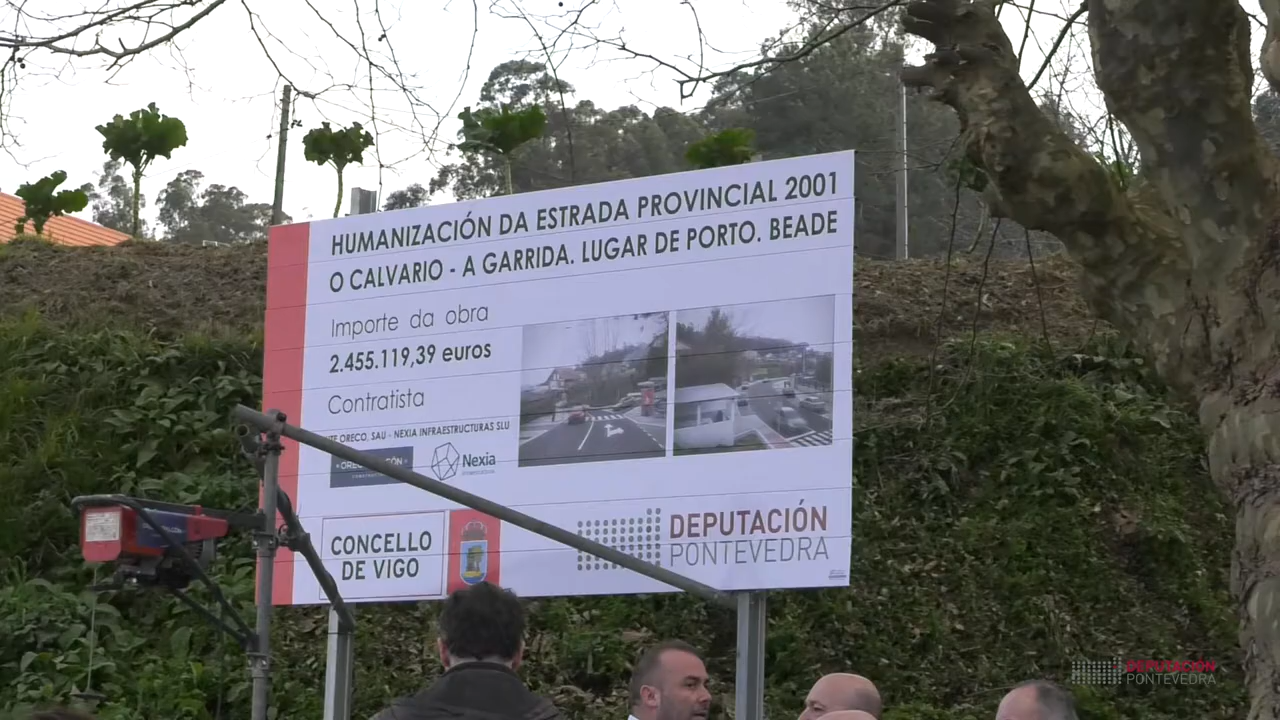 HUMANIZACIÓN DA ESTRADA PROVINCIAL 2001
O CALVARIO - A GARRIDA. LUGAR DE PORTO. BEADE
Importe da obra
2.455.119,39 euros
Contratista
ORECO, SAU - NEXIA INFRAESTRUCTURAS SLU
Nexia
CONCELLO
DE VIGO
DEPUTACIÓN
PONTEVEDRA
DEPUTACIÓN
PONTEVEDRA